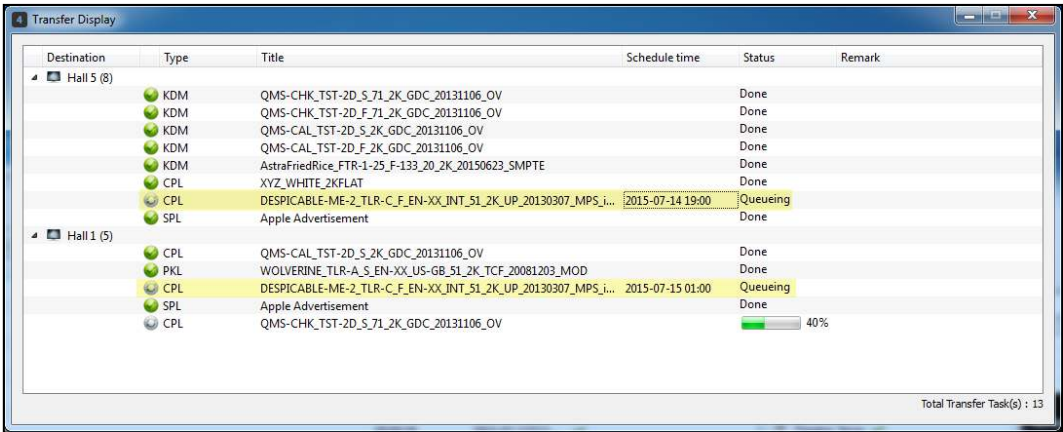 4 Transfer Display
Destination Type Title Schedule time Status Remark
Hall 5 (8)
KDM QMS-CHK_TST-2D_S_71_2K_GDC_20131106_OV Done
KDM QMS-CHK_TST-2D_F_71_2K_GDC_20131106_OV Done
KDM QMS-CAL_TST-2D_S_2K_GDC_20131106_OV Done
KDM QMS-CAL_TST-2D_F_2K_GDC_20131106_OV Done
KDM AstraFriedRice_FTR-1-25_F-133_20_2K_20150623_SMPTE Done
CPL XYZ_WHITE_2KFLAT Done
CPL DESPICABLE-ME-2_TLR-C_F_EN-XX_INT_51_2K_UP_20130307_MPS_i... 2015-07-14 19:00 Queueing
SPL Apple Advertisement Done
Hall 1 (5)
CPL QMS-CAL_TST-2D_S_2K_GDC_20131106_OV Done
PKL WOLVERINE_TLR-A_S_EN-XX_US-GB_51_2K_TCF_20081203_MOD Done
CPL DESPICABLE-ME-2_TLR-C_F_EN-XX_INT_51_2K_UP_20130307_MPS_i... 2015-07-15 01:00 Queueing
SPL Apple Advertisement Done
CPL QMS-CHK_TST-2D_S_71_2K_GDC_20131106_OV 40%
Total Transfer Task(s) : 13